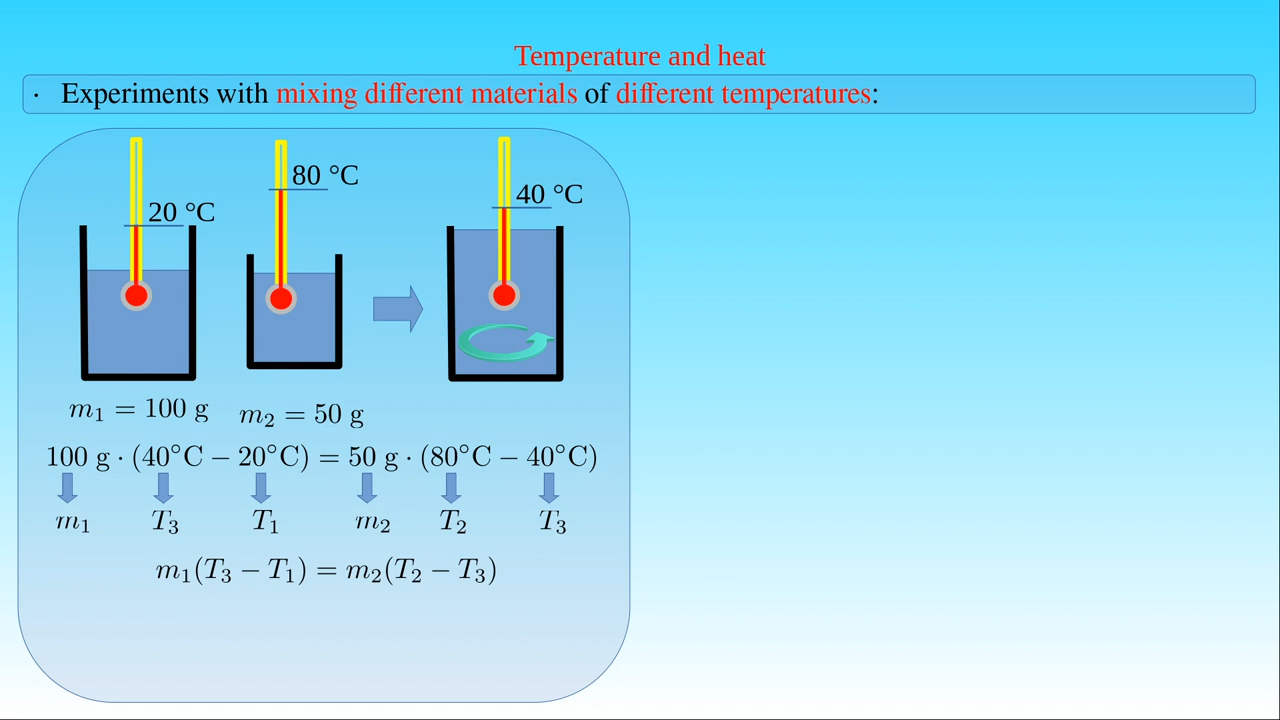 Temperature and heat
· Experiments with mixing different materials of different temperatures:
20 °C
80 °C
40 °C
m₁ = 100 g
m₂ = 50 g
100 g · (40°C − 20°C) = 50 g · (80°C − 40°C)
m₁ T₃ T₁ m₂ T₂ T₃
m₁(T₃ − T₁) = m₂(T₂ − T₃)